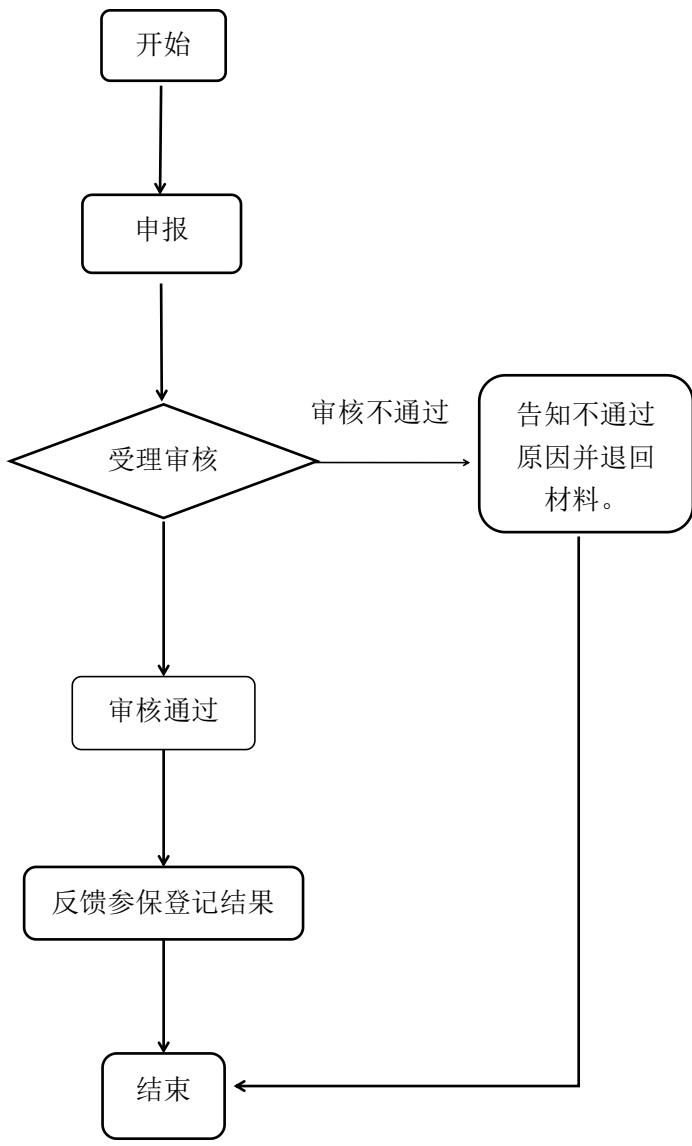 开始
申报
受理审核
审核不通过
告知不通过
原因并退回
材料。
审核通过
反馈参保登记结果
结束